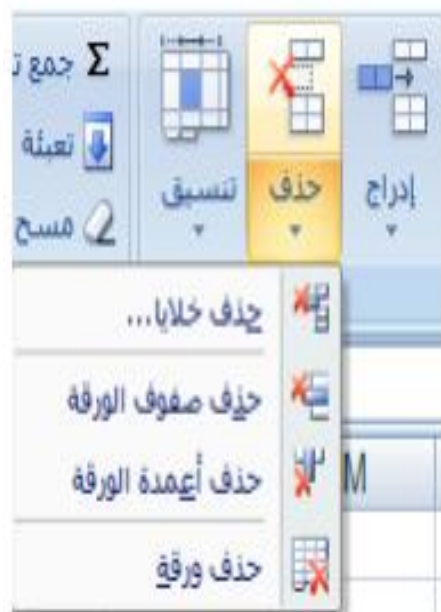 إدراج
حذف
تنسيق
Σ جمع
تعبئة
مسح
حذف خلايا...
حذف صفوف الورقة
حذف أعمدة الورقة
حذف ورقة
M